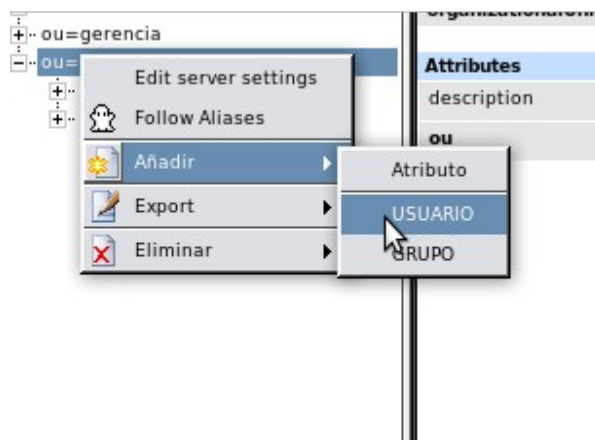 ou=gerencia
ou=
Edit server settings
Follow Aliases
Añadir
Export
Eliminar
Atributo
USUARIO
GRUPO
Attributes
description
ou